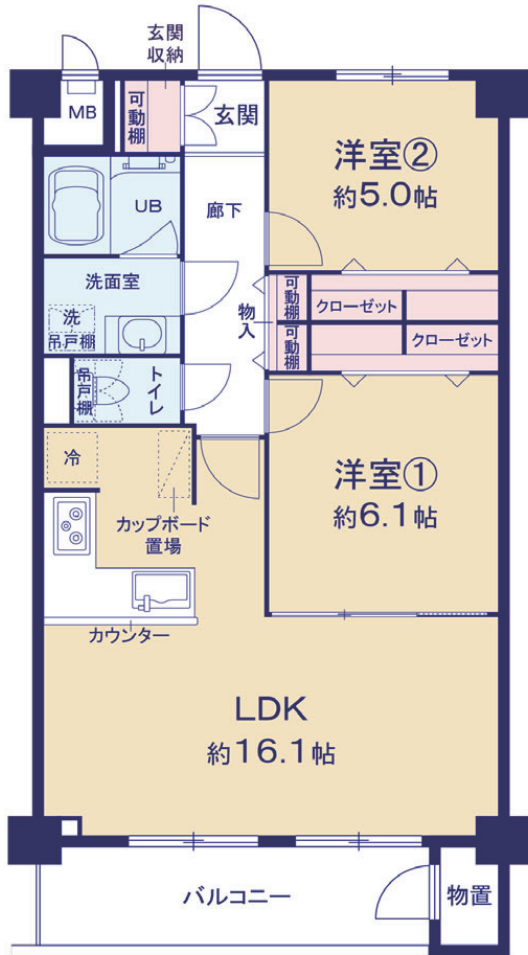 玄関
収納
MB
可動棚
玄関
洋室②
約5.0帖
UB
廊下
洗面室
洗
吊戸棚
物入
可動棚
クローゼット
可動棚
クローゼット
吊戸棚
トイレ
冷
洋室①
約6.1帖
カップボード
置場
カウンター
LDK
約16.1帖
バルコニー
物置